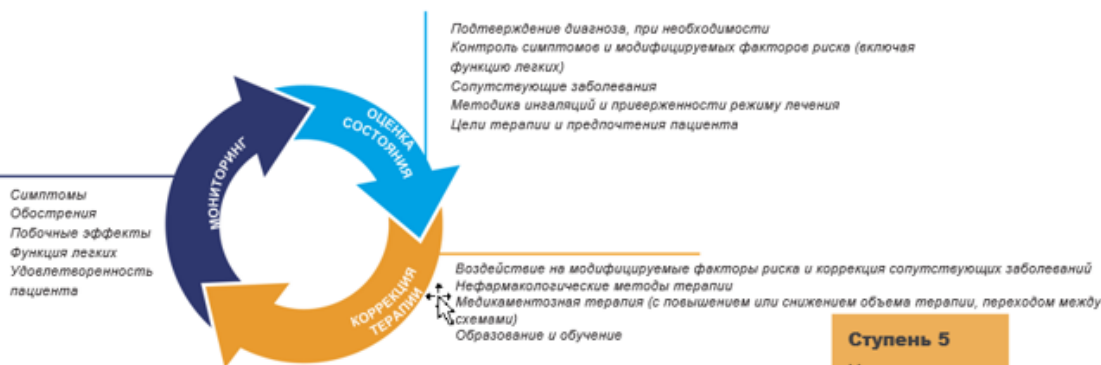 Подтверждение диагноза, при необходимости
Контроль симптомов и модифицируемых факторов риска (включая
функцию легких)
Сопутствующие заболевания
Методика ингаляций и приверженности режиму лечения
Цели терапии и предпочтения пациента
ОЦЕНКА
СОСТОЯНИЯ
МОНИТОРИНГ
Симптомы
Обострения
Побочные эффекты
Функция легких
Удовлетворенность
пациента
КОРРЕКЦИЯ
ТЕРАПИИ
Воздействие на модифицируемые факторы риска и коррекция сопутствующих заболеваний
Нефармакологические методы терапии
Медикаментозная терапия (с повышением или снижением объема терапии, переходом между
схемами)
Образование и обучение
Ступень 5